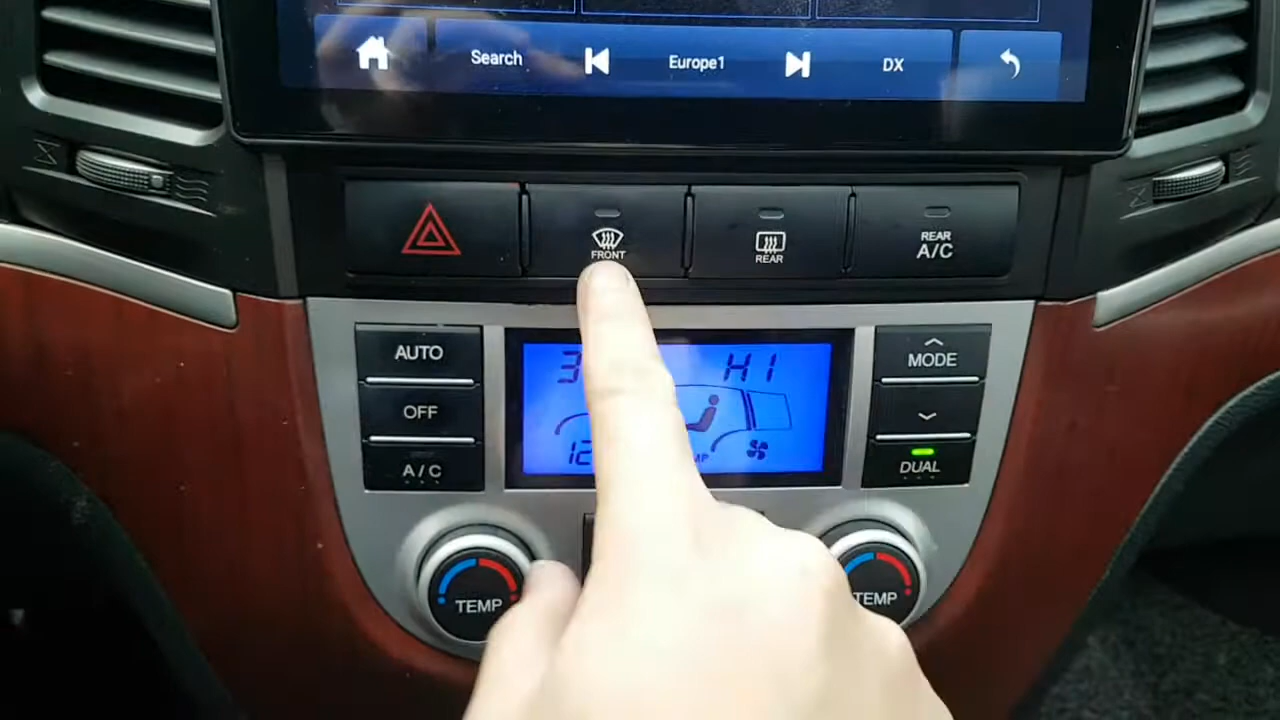 Search
Europe1
DX
FRONT
REAR
REAR
A/C
AUTO
HI
MODE
OFF
A/C
DUAL
TEMP
TEMP